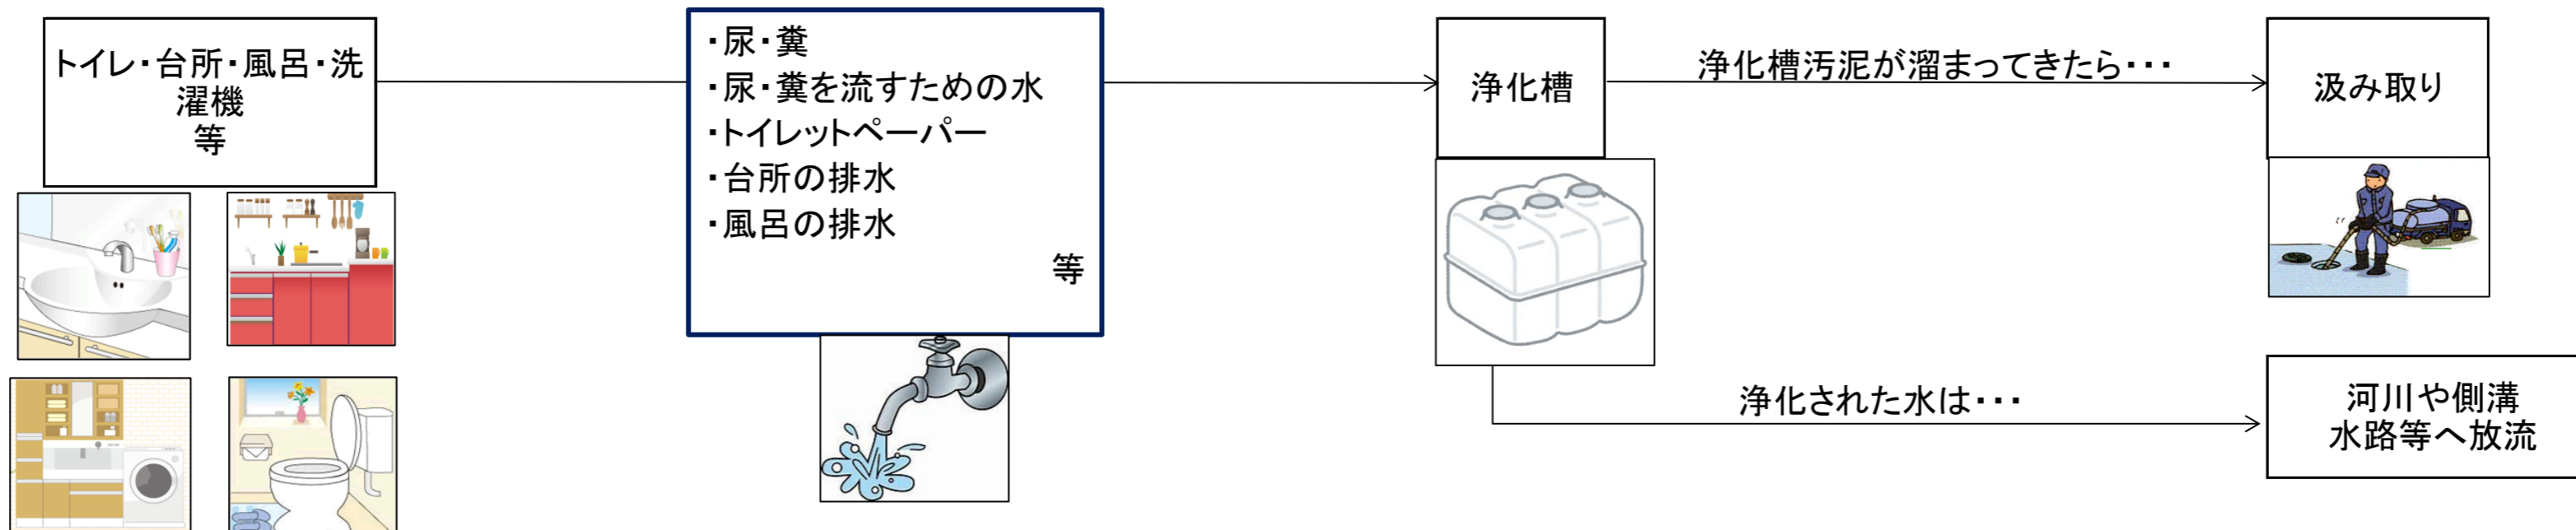 トイレ・台所・風呂・洗
濯機
等
・尿・糞
・尿・糞を流すための水
・トイレットペーパー
・台所の排水
・風呂の排水
等
浄化槽
浄化槽汚泥が溜まってきたら・・・
汲み取り
浄化された水は・・・
河川や側溝
水路等へ放流